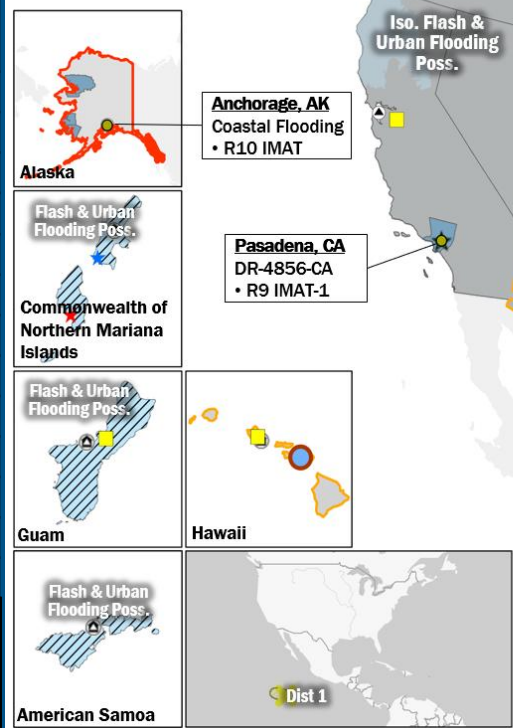 Iso. Flash &
Urban Flooding
Poss.
Anchorage, AK
Coastal Flooding
• R10 IMAT
Alaska
Flash & Urban
Flooding Poss.
Commonwealth of
Northern Mariana
Islands
Pasadena, CA
DR-4856-CA
• R9 IMAT-1
Flash & Urban
Flooding Poss.
Guam
Hawaii
Flash & Urban
Flooding Poss.
American Samoa
Dist 1